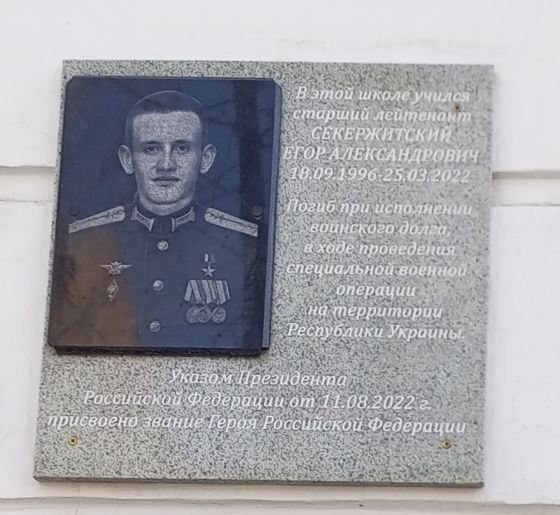 В этой школе учился
старший лейтенант
СЕКЕРЖИТСКИЙ
ЕГОР АЛЕКСАНДРОВИЧ
18.09.1996-25.03.2022
Погиб при исполнении
воинского долга,
в ходе проведения
специальной военной
операции
на территории
Республики Украины.
Указом Президента
Российской Федерации от 11.08.2022 г.
присвоено звание Героя Российской Федерации